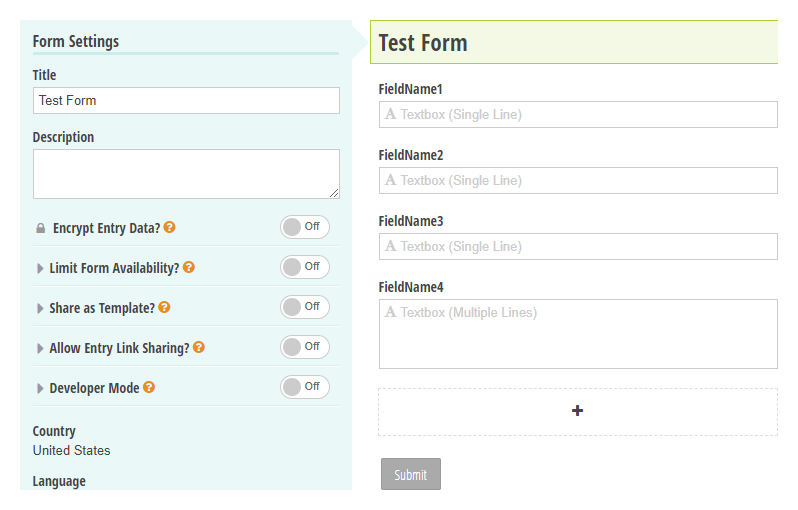 Form Settings
Title
Test Form
Description
Encrypt Entry Data? Off
Limit Form Availability? Off
Share as Template? Off
Allow Entry Link Sharing? Off
Developer Mode Off
Country
United States
Language
Test Form
FieldName1
A Textbox (Single Line)
FieldName2
A Textbox (Single Line)
FieldName3
A Textbox (Single Line)
FieldName4
A Textbox (Multiple Lines)
Submit